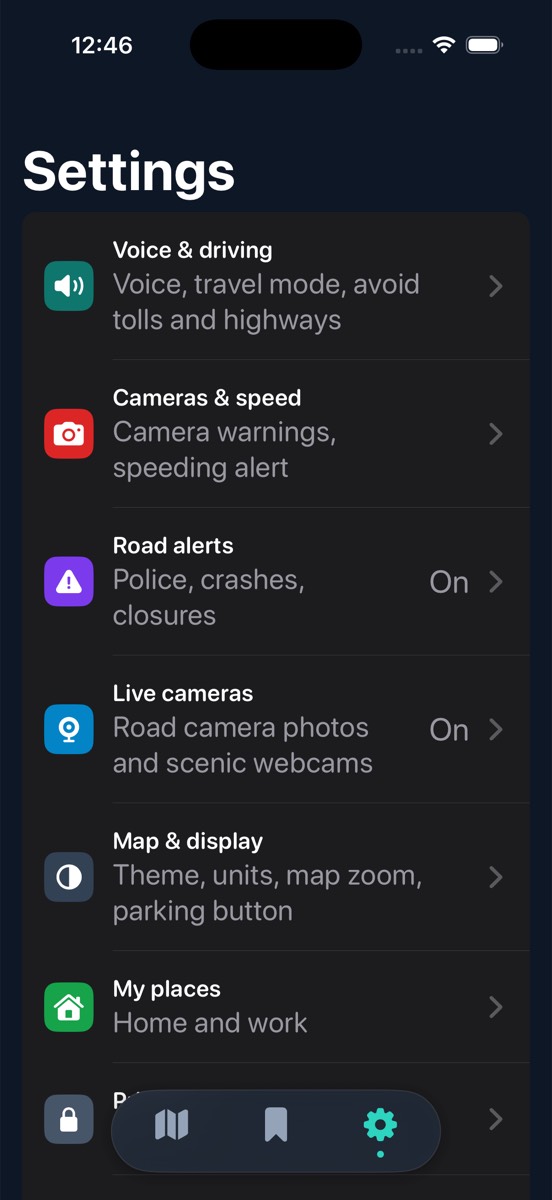 12:46
Settings
Voice & driving
Voice, travel mode, avoid
tolls and highways
Cameras & speed
Camera warnings,
speeding alert
Road alerts
Police, crashes,
closures
On
Live cameras
Road camera photos
and scenic webcams
On
Map & display
Theme, units, map zoom,
parking button
My places
Home and work